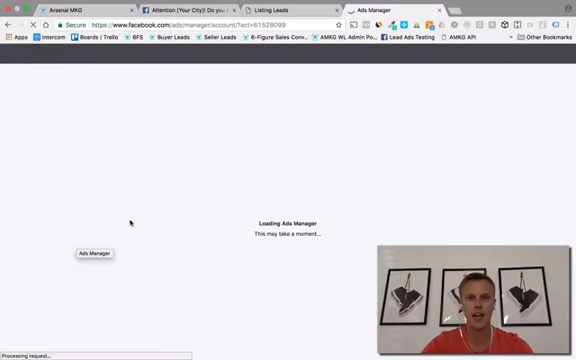 Arsenal MKG
Attention [Your City]! Do you
Listing Leads
Ads Manager
Secure
https://www.facebook.com/ads/manager/account/?act=61528099
Apps
Intercom
Boards | Trello
6FS
Buyer Leads
Seller Leads
6-Figure Sales Conv...
AMKG WL Admin Po...
Lead Ads Testing
AMKG API
Other Bookmarks
Loading Ads Manager
This may take a moment...
Ads Manager
Processing request...